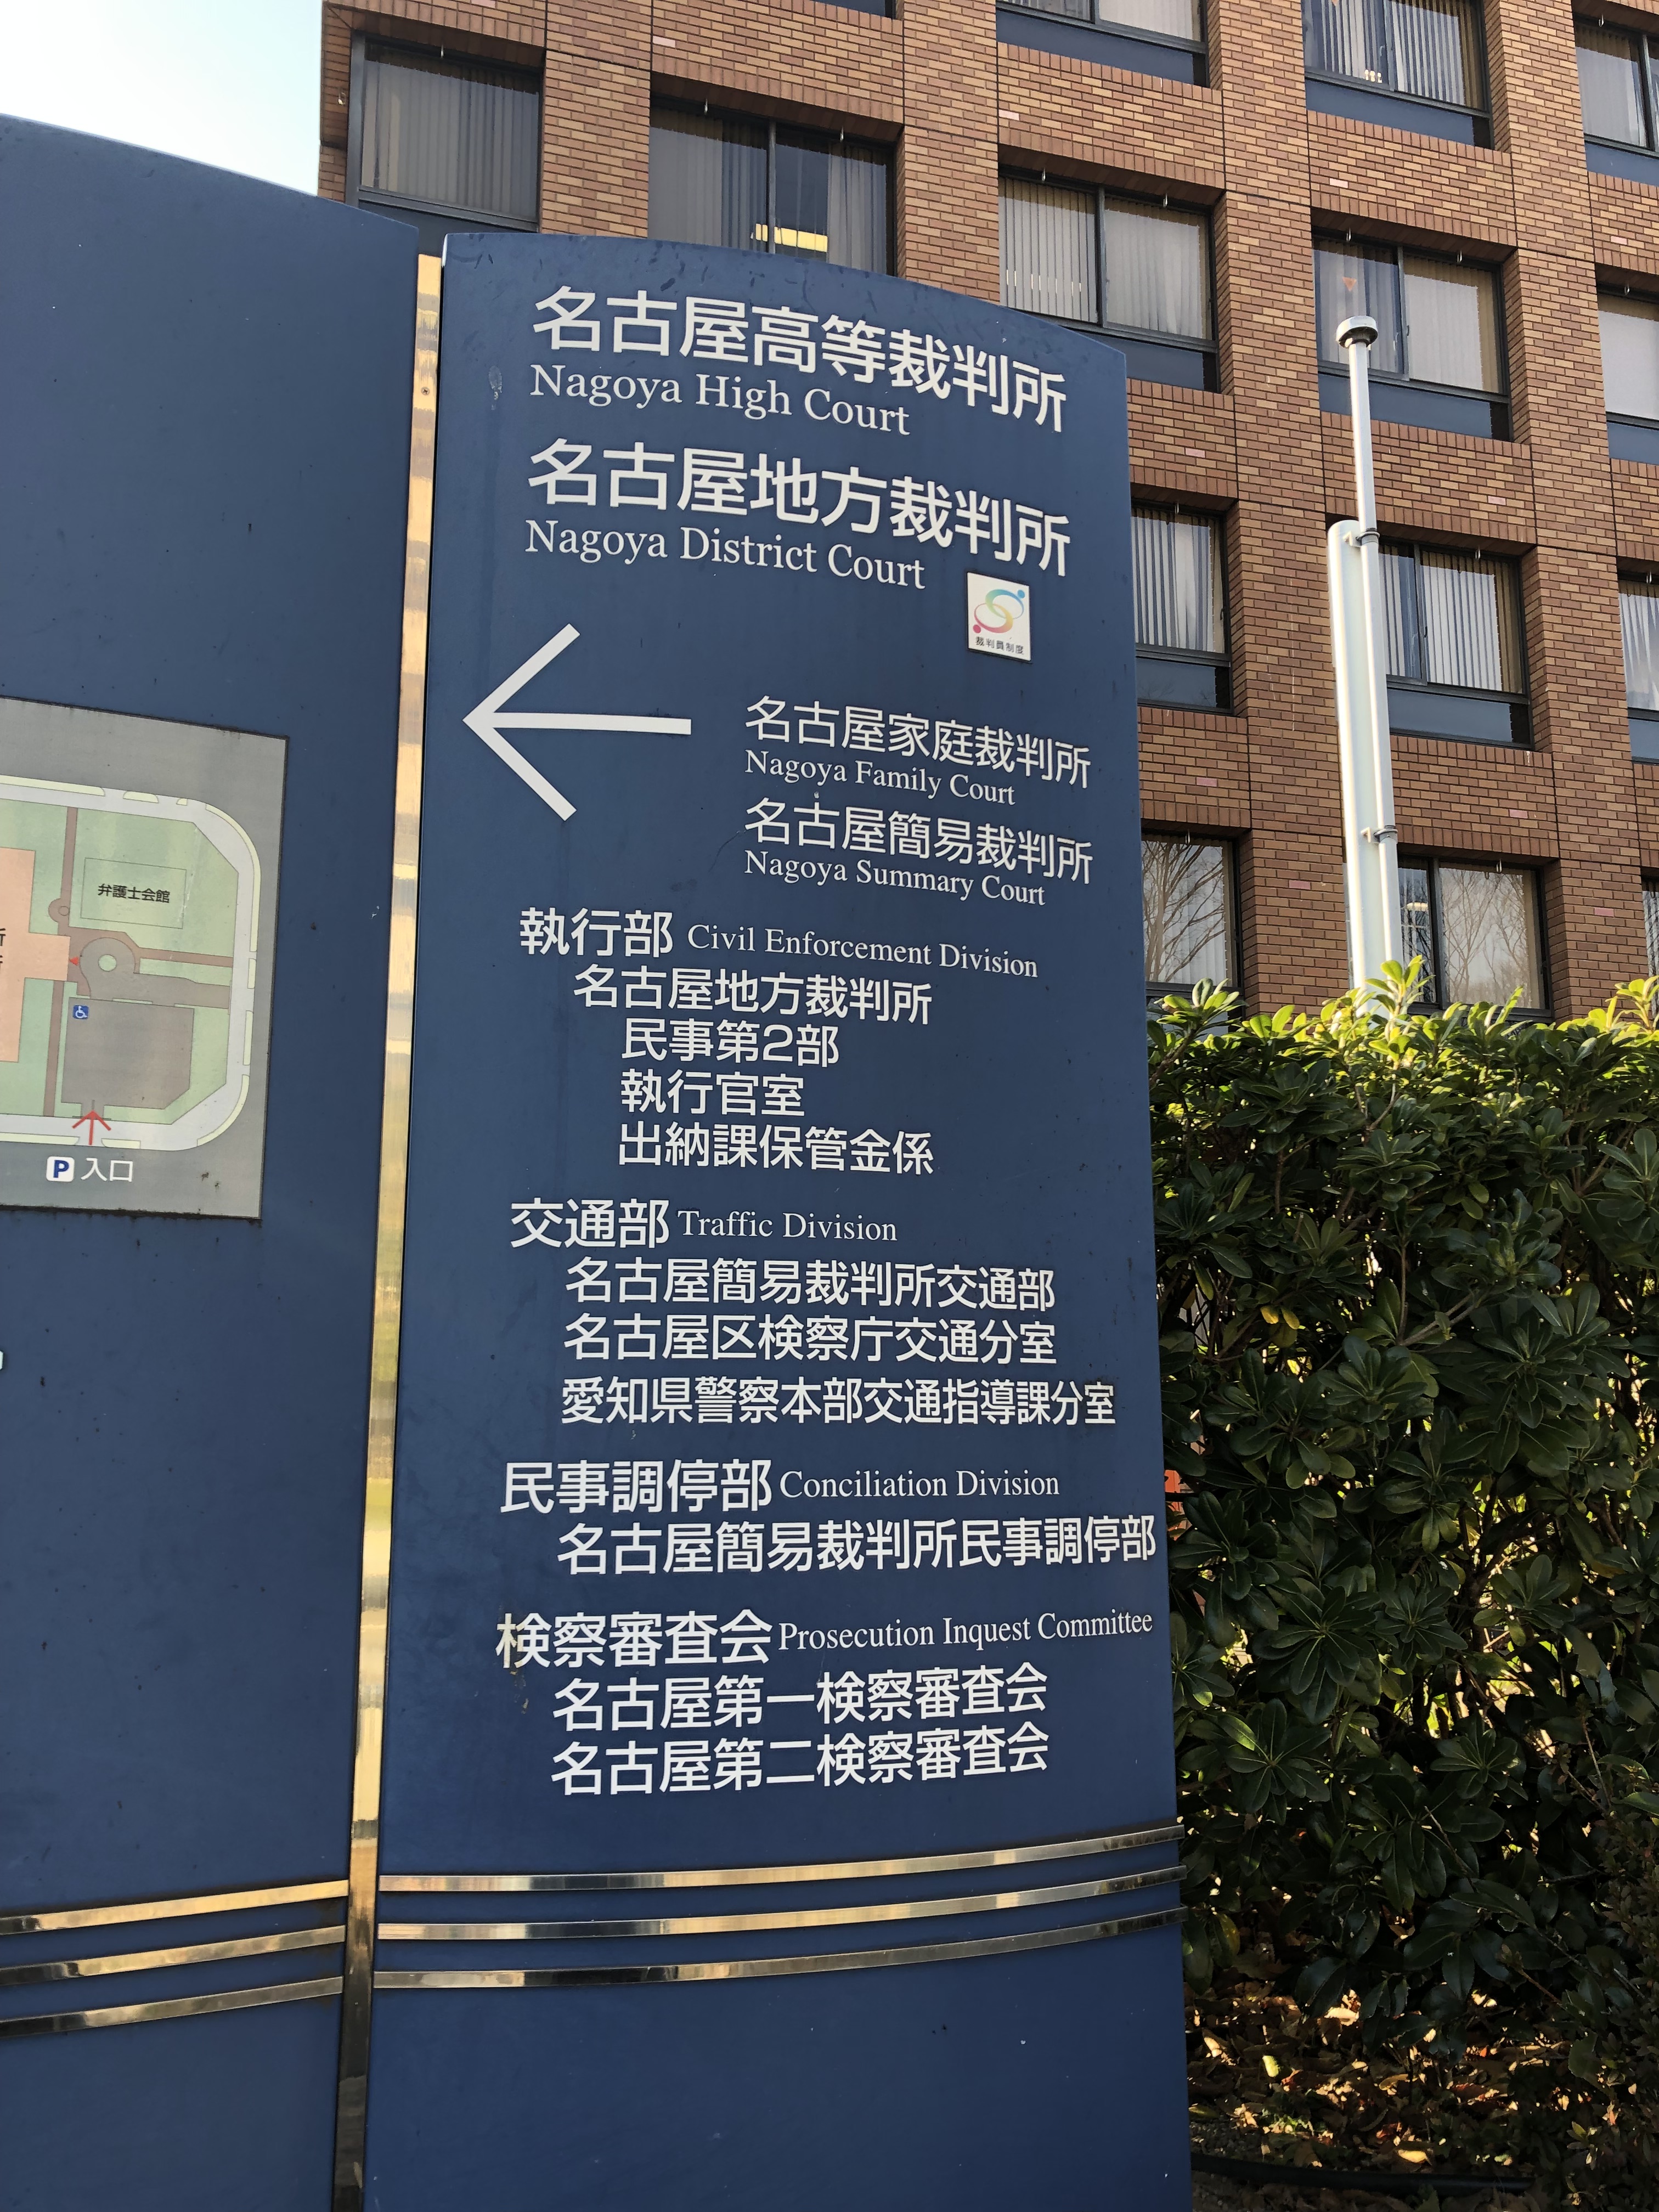 名古屋高等裁判所
Nagoya High Court
名古屋地方裁判所
Nagoya District Court
裁判員制度
名古屋家庭裁判所
Nagoya Family Court
名古屋簡易裁判所
Nagoya Summary Court
執行部 Civil Enforcement Division
名古屋地方裁判所
民事第2部
執行官室
出納課保管金係
交通部 Traffic Division
名古屋簡易裁判所交通部
名古屋区検察庁交通分室
愛知県警察本部交通指導課分室
民事調停部 Conciliation Division
名古屋簡易裁判所民事調停部
検察審査会 Prosecution Inquest Committee
名古屋第一検察審査会
名古屋第二検察審査会
弁護士会館
P 入口